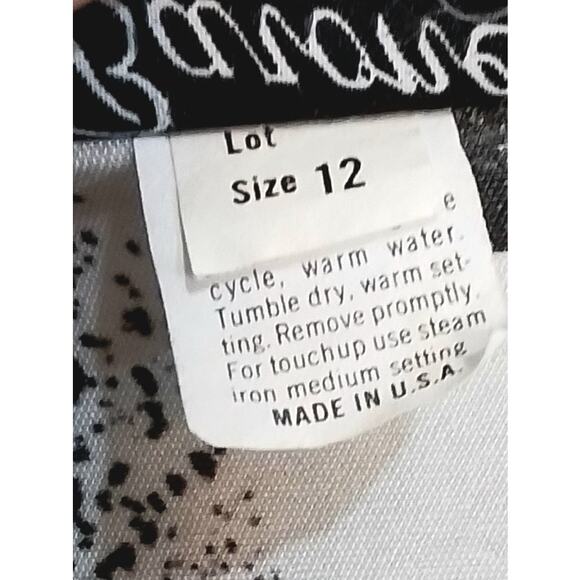 Lot
Size 12
e
cycle, warm water.
Tumble dry, warm set-
ting. Remove promptly.
For touchup use steam
iron medium setting
MADE IN U.S.A.